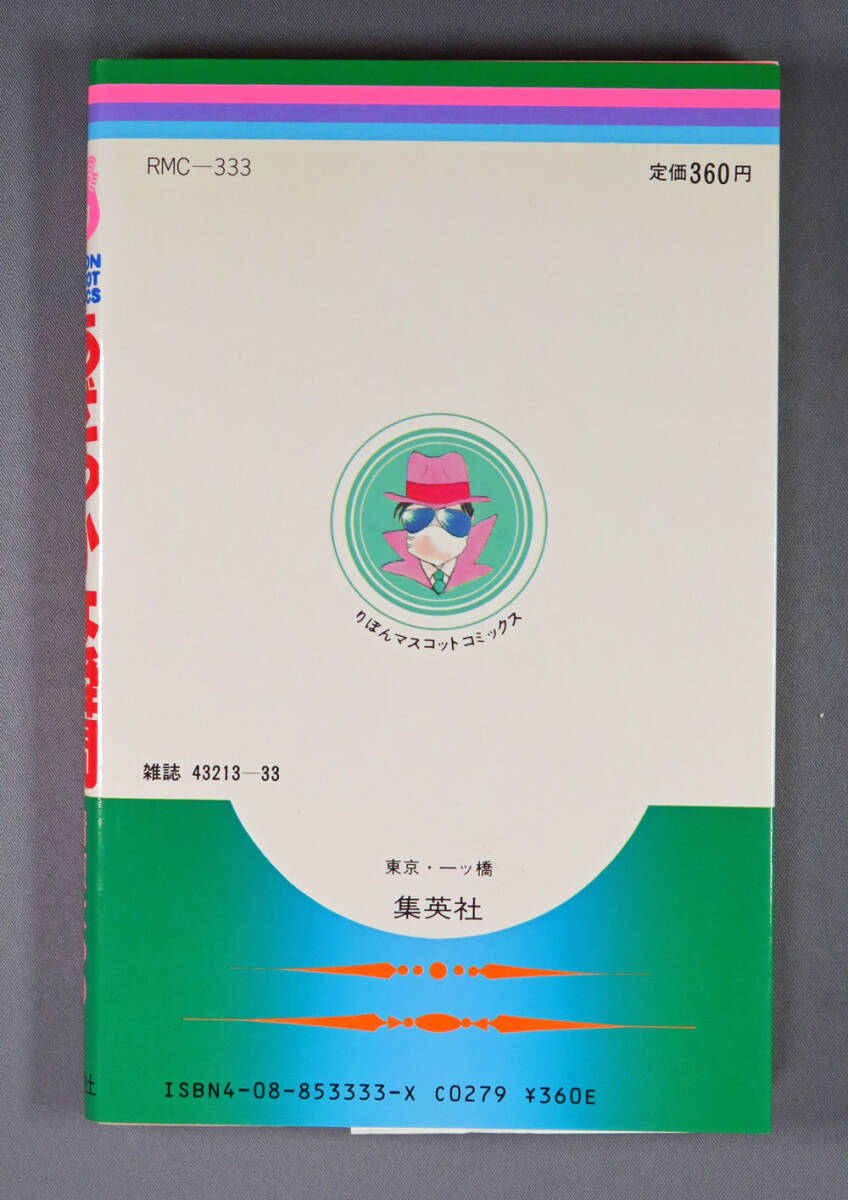 RMC—333
定価360円
りぼんマスコットコミックス
雑誌 43213—33
東京・一ッ橋
集英社
ISBN4-08-853333-X C0279 ¥360E